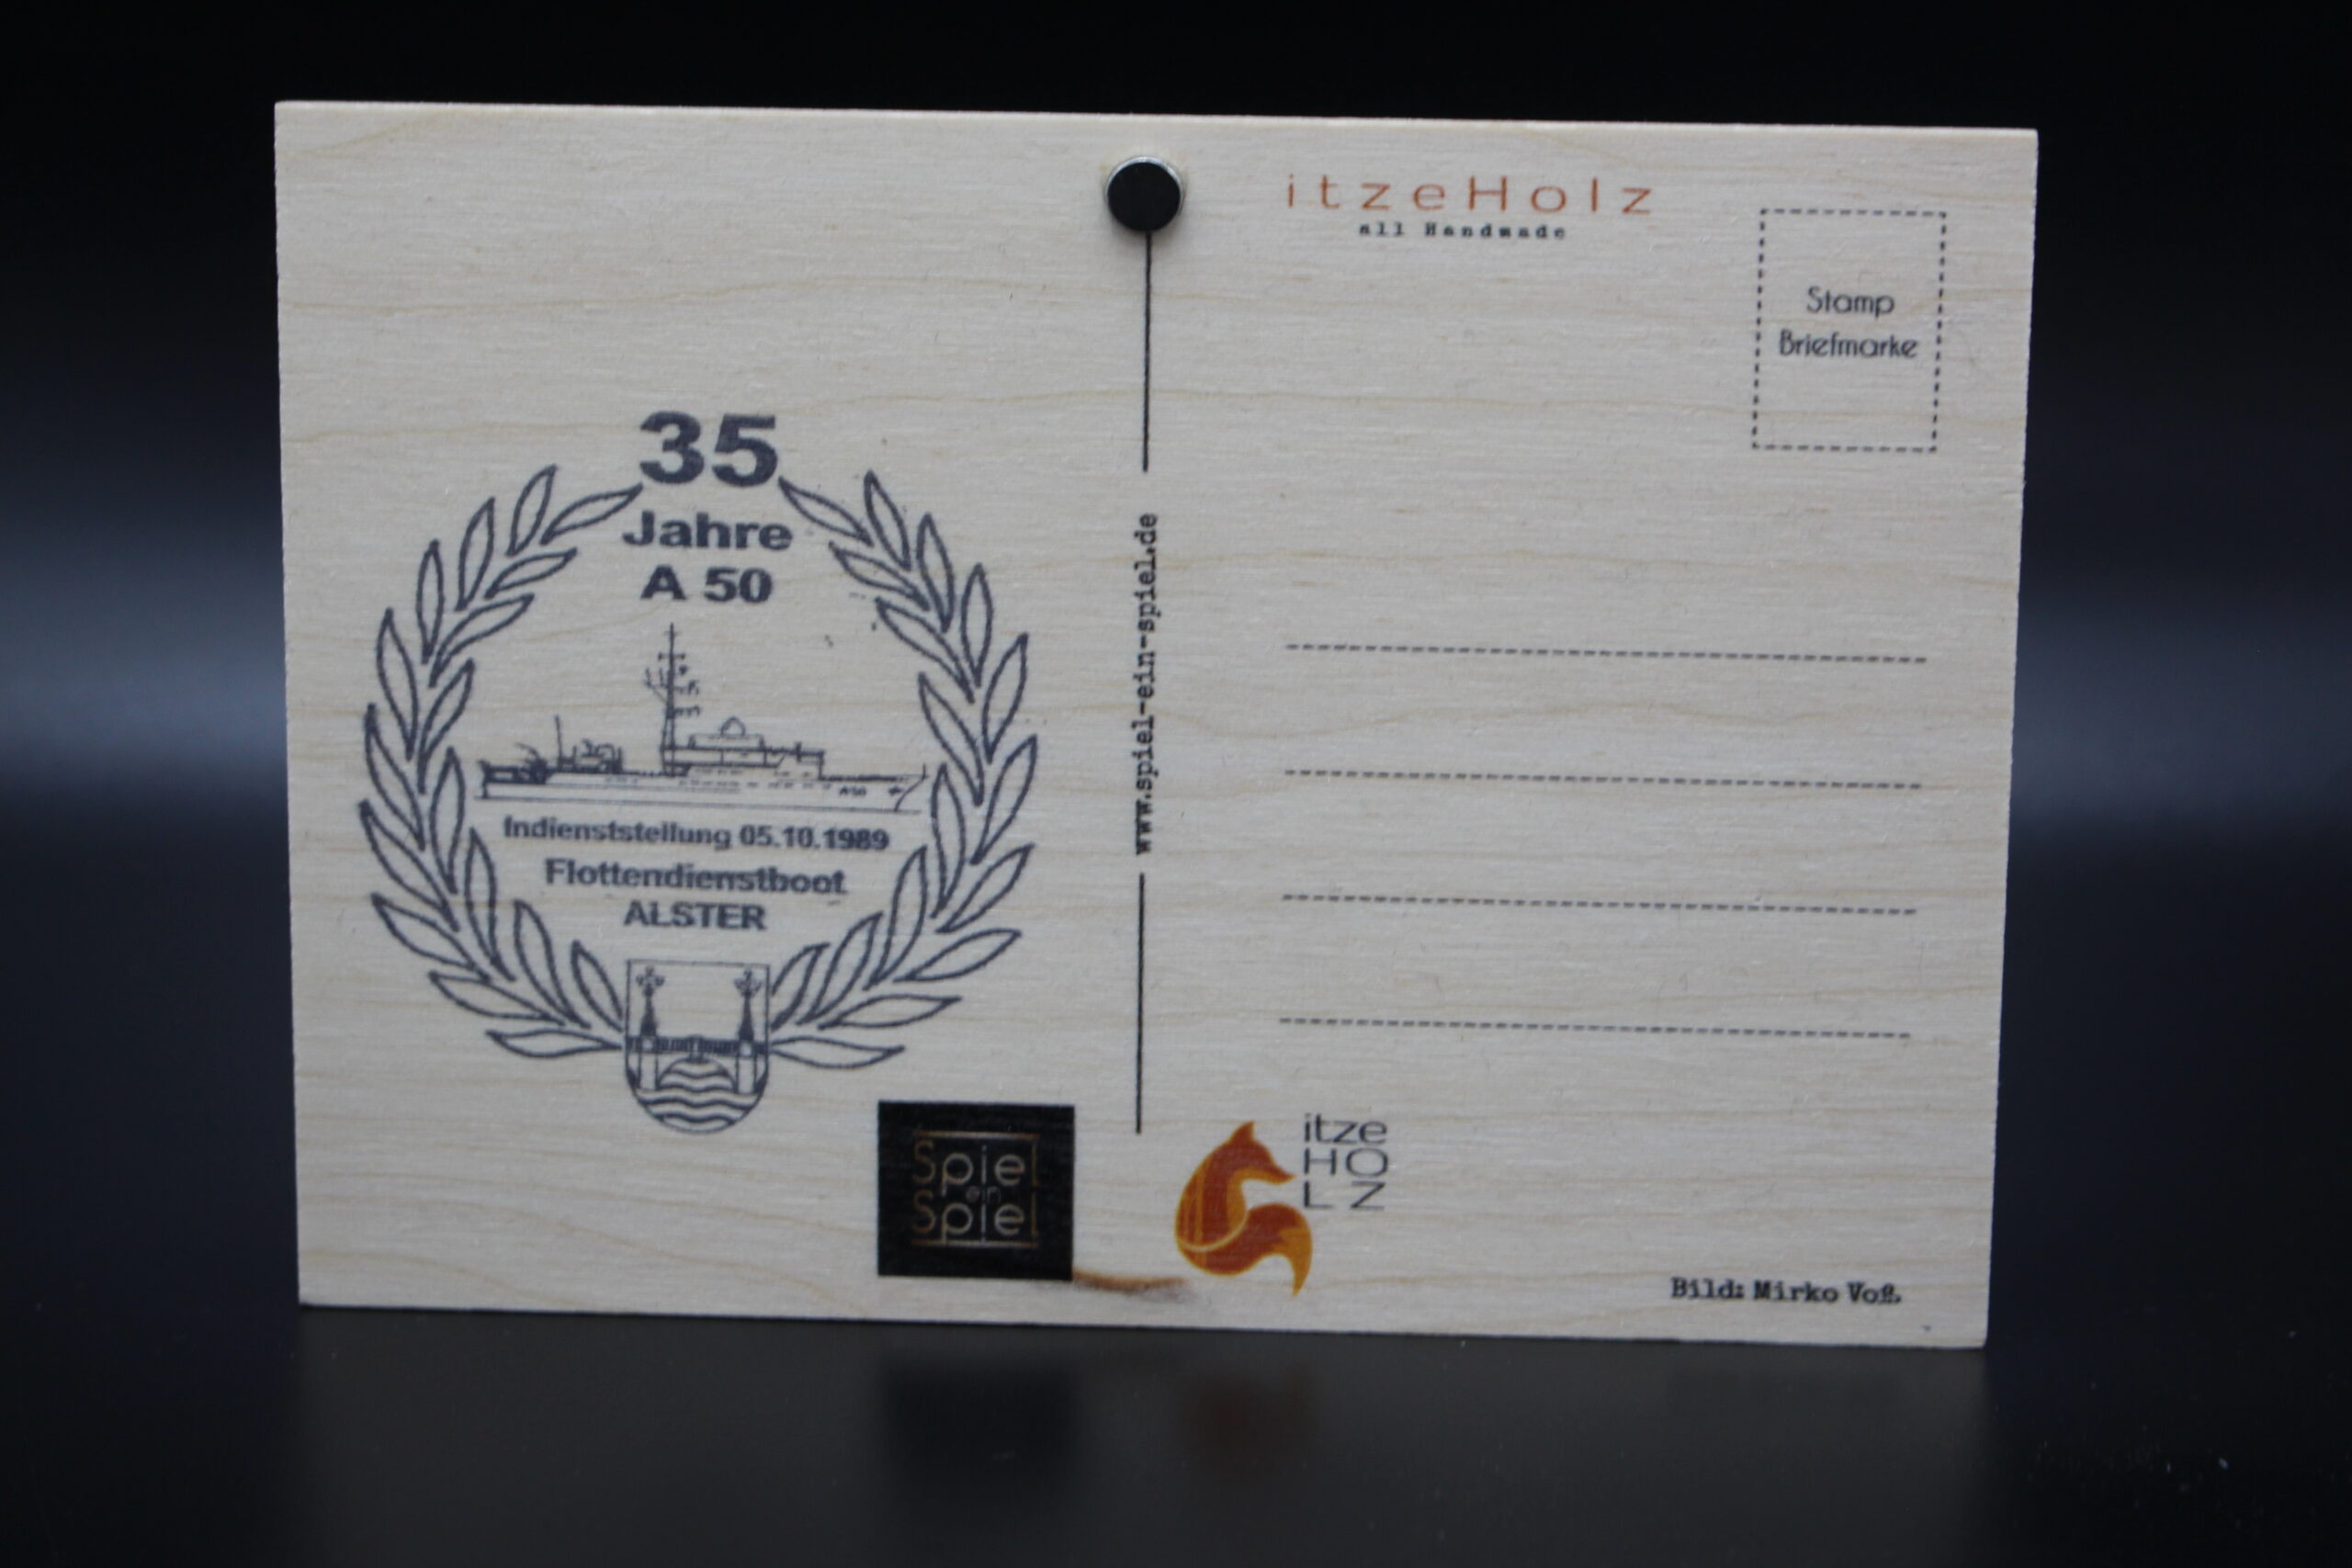 35
Jahre
A 50
A50
Indienststellung 05.10.1989
Flottendienstboot
ALSTER
Spiel
ein
Spiel
www.spiel-ein-spiel.de
itzeHolz
all Handmade
Stamp
Briefmarke
itze
HO
LZ
Bild: Mirko Voß.